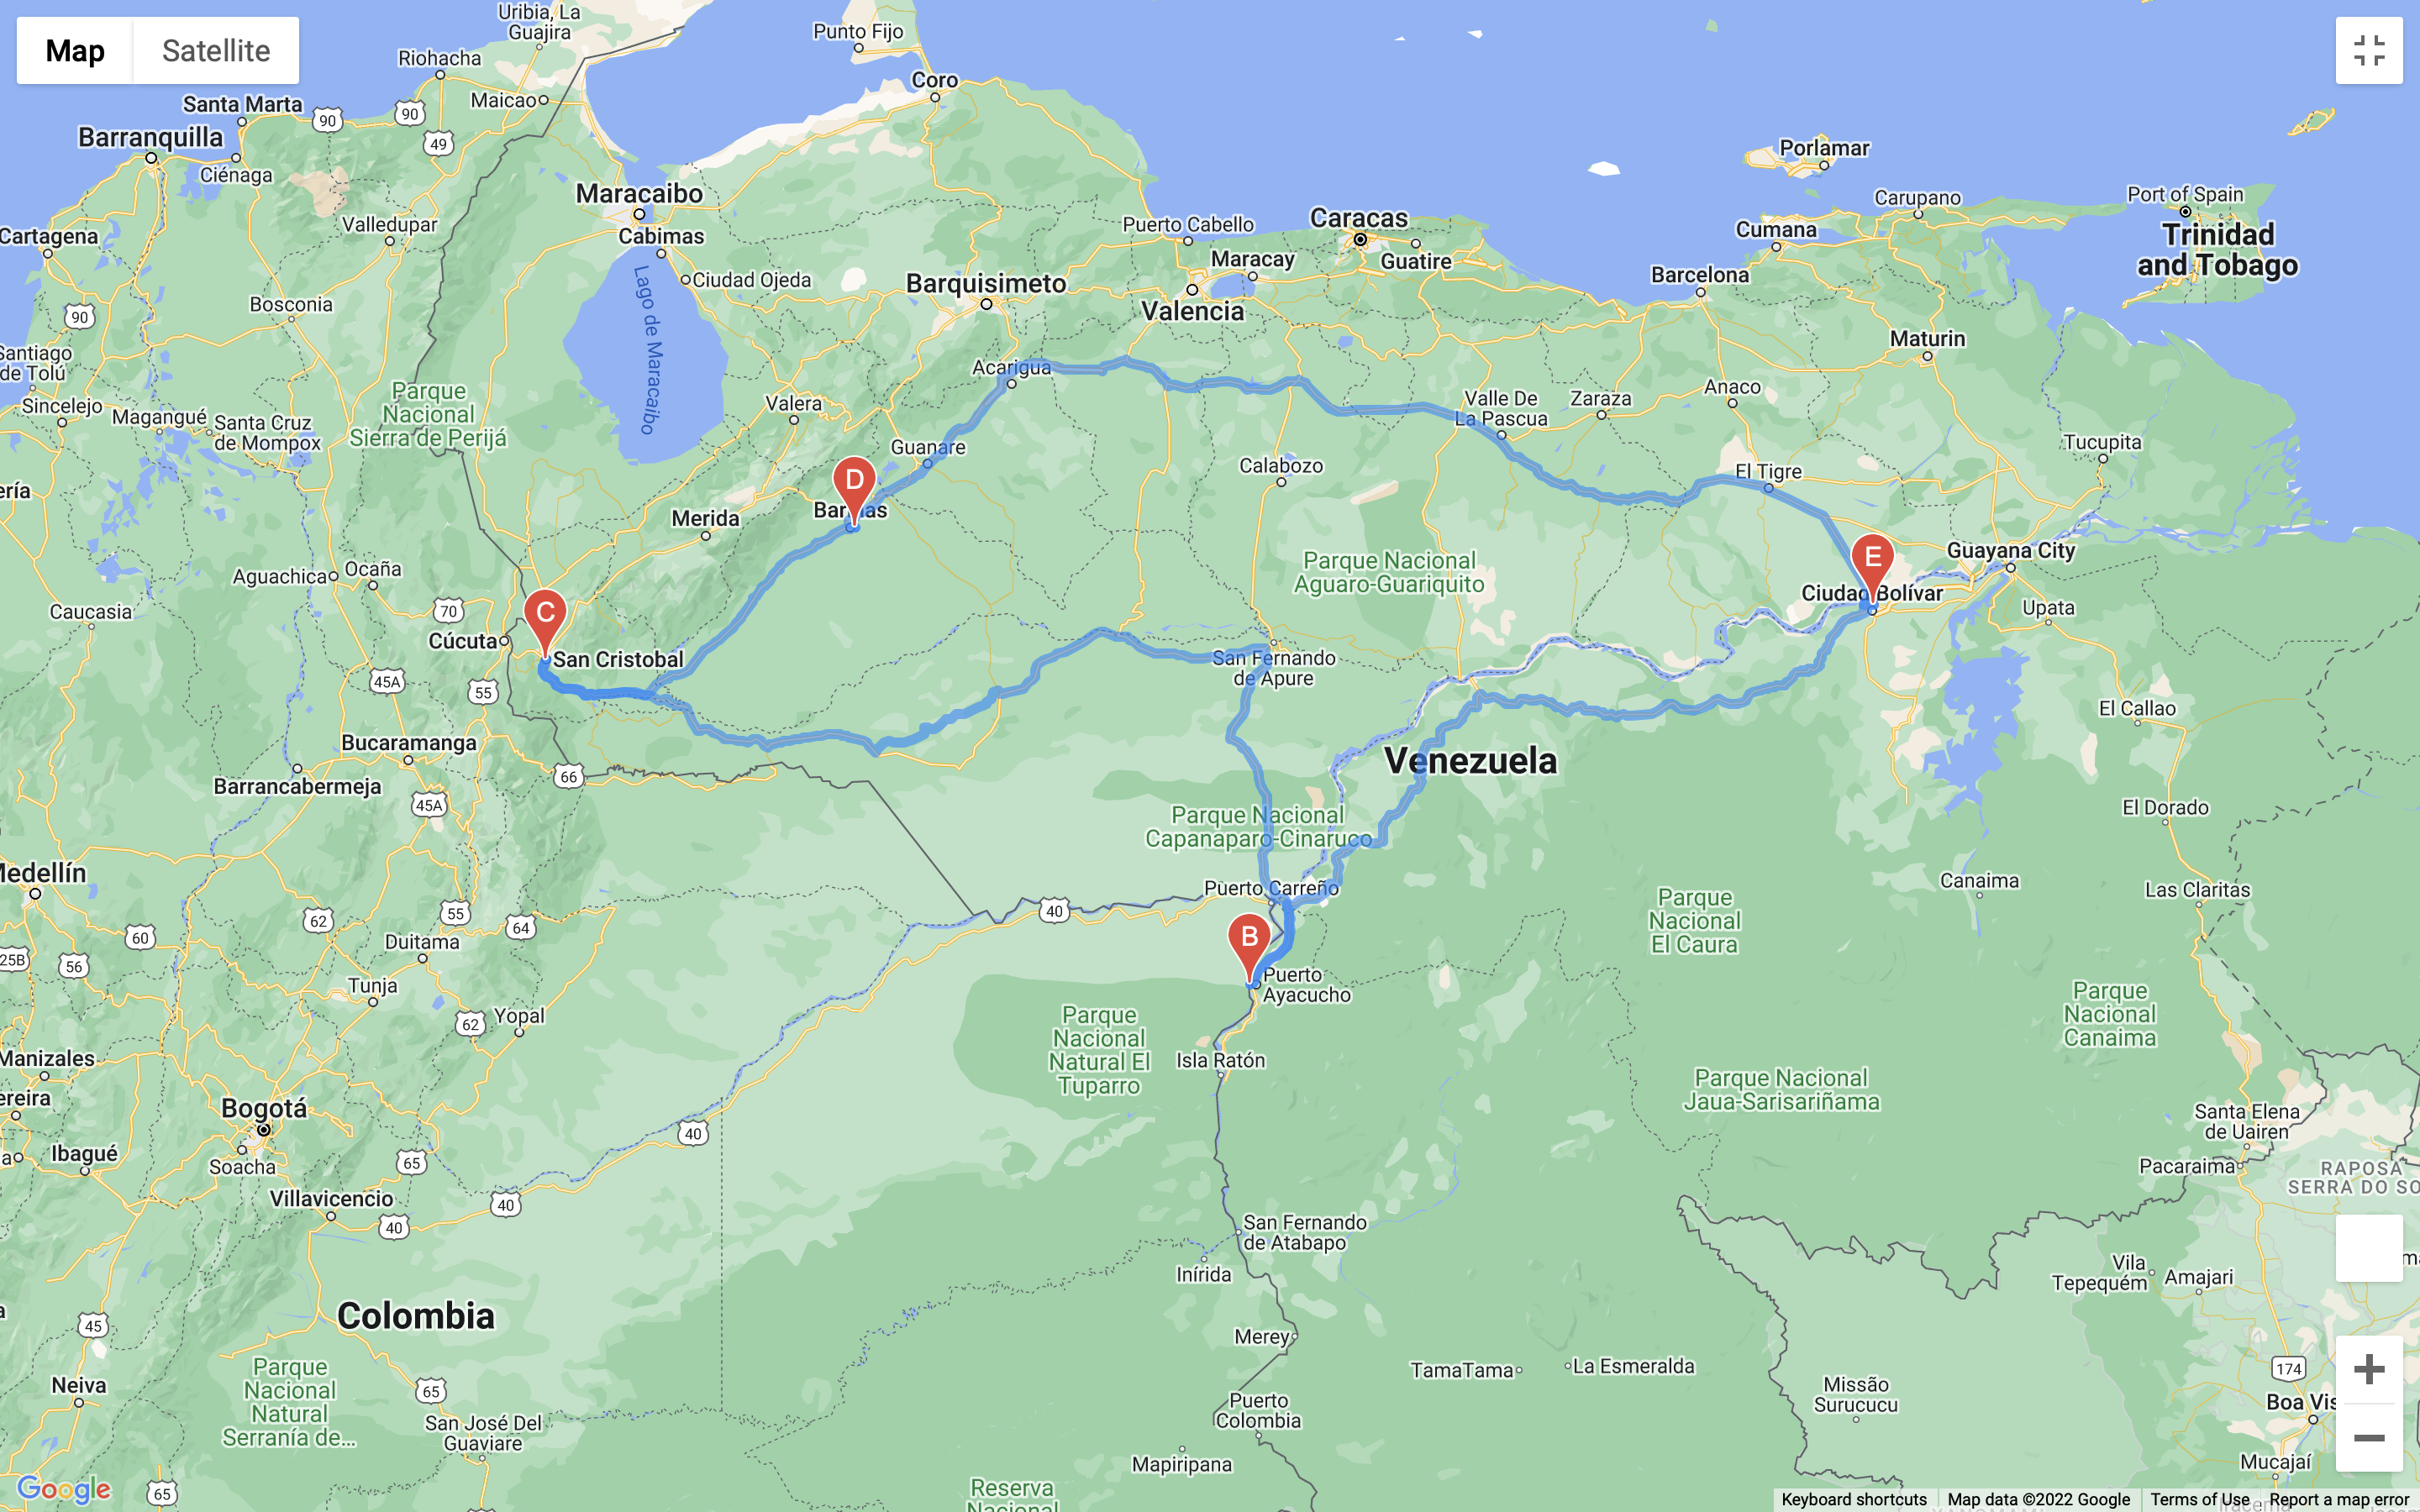 Map
Satellite
Uribia, La
Guajira
Punto Fijo
Riohacha
Coro
Maicao
Santa Marta
90
90
49
Barranquilla
Ciénaga
Porlamar
Maracaibo
Valledupar
Cabimas
Cartagena
Puerto Cabello
Caracas
Carupano
Port of Spain
Cumana
Trinidad
and Tobago
Maracay
Guatire
Ciudad Ojeda
Lago de Maracaibo
Barquisimeto
Barcelona
Bosconia
90
Valencia
Maturin
Santiago
de Tolú
Acarigua
Parque
Nacional
Sierra de Perijá
Anaco
Valle De
La Pascua
Zaraza
Valera
Sincelejo
Magangué
Santa Cruz
de Mompox
Guanare
Tucupita
Calabozo
El Tigre
D
Merida
Guayana City
E
Parque Nacional
Aguaro-Guariquito
Aguachica
Ocaña
Ciudad Bolívar
Upata
Caucasia
70
C
Cúcuta
San Cristobal
San Fernando
de Apure
45A
55
El Callao
Bucaramanga
Venezuela
66
Barrancabermeja
45A
El Dorado
Parque Nacional
Capanaparo-Cinaruco
Puerto Carreño
Canaima
Las Claritas
40
62
55
64
60
Duitama
25B
56
Parque
Nacional
El Caura
B
Puerto
Ayacucho
Tunja
Yopal
62
Parque
Nacional
Natural El
Tuparro
Parque
Nacional
Canaima
Isla Ratón
Manizales
Parque Nacional
Jaua-Sarisariñama
Bogotá
Santa Elena
de Uairen
40
Ibagué
65
Soacha
Pacaraima
RAPOSA
Villavicencio
40
40
San Fernando
de Atabapo
Inírida
Vila
Tepequém
Amajari
Colombia
45
Merey
TamaTama
La Esmeralda
174
Parque
Nacional
Natural
Serranía de...
Neiva
65
Missão
Surucucu
Puerto
Colombia
San José Del
Guaviare
Mapiripana
Mucajaí
Reserva
Nacional
65
Google
Keyboard shortcuts
Map data ©2022 Google
Terms of Use
Report a map error